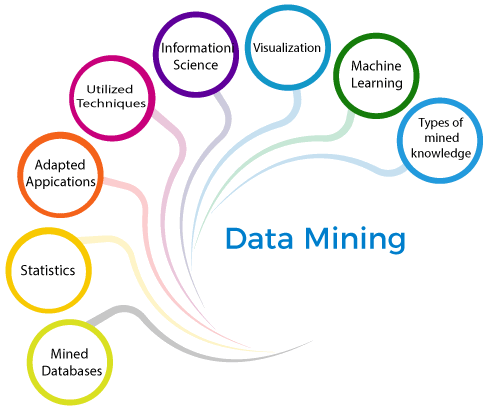 Information
Science
Visualization
Machine
Learning
Utilized
Techniques
Types of
mined
knowledge
Adapted
Appications
Data Mining
Statistics
Mined
Databases